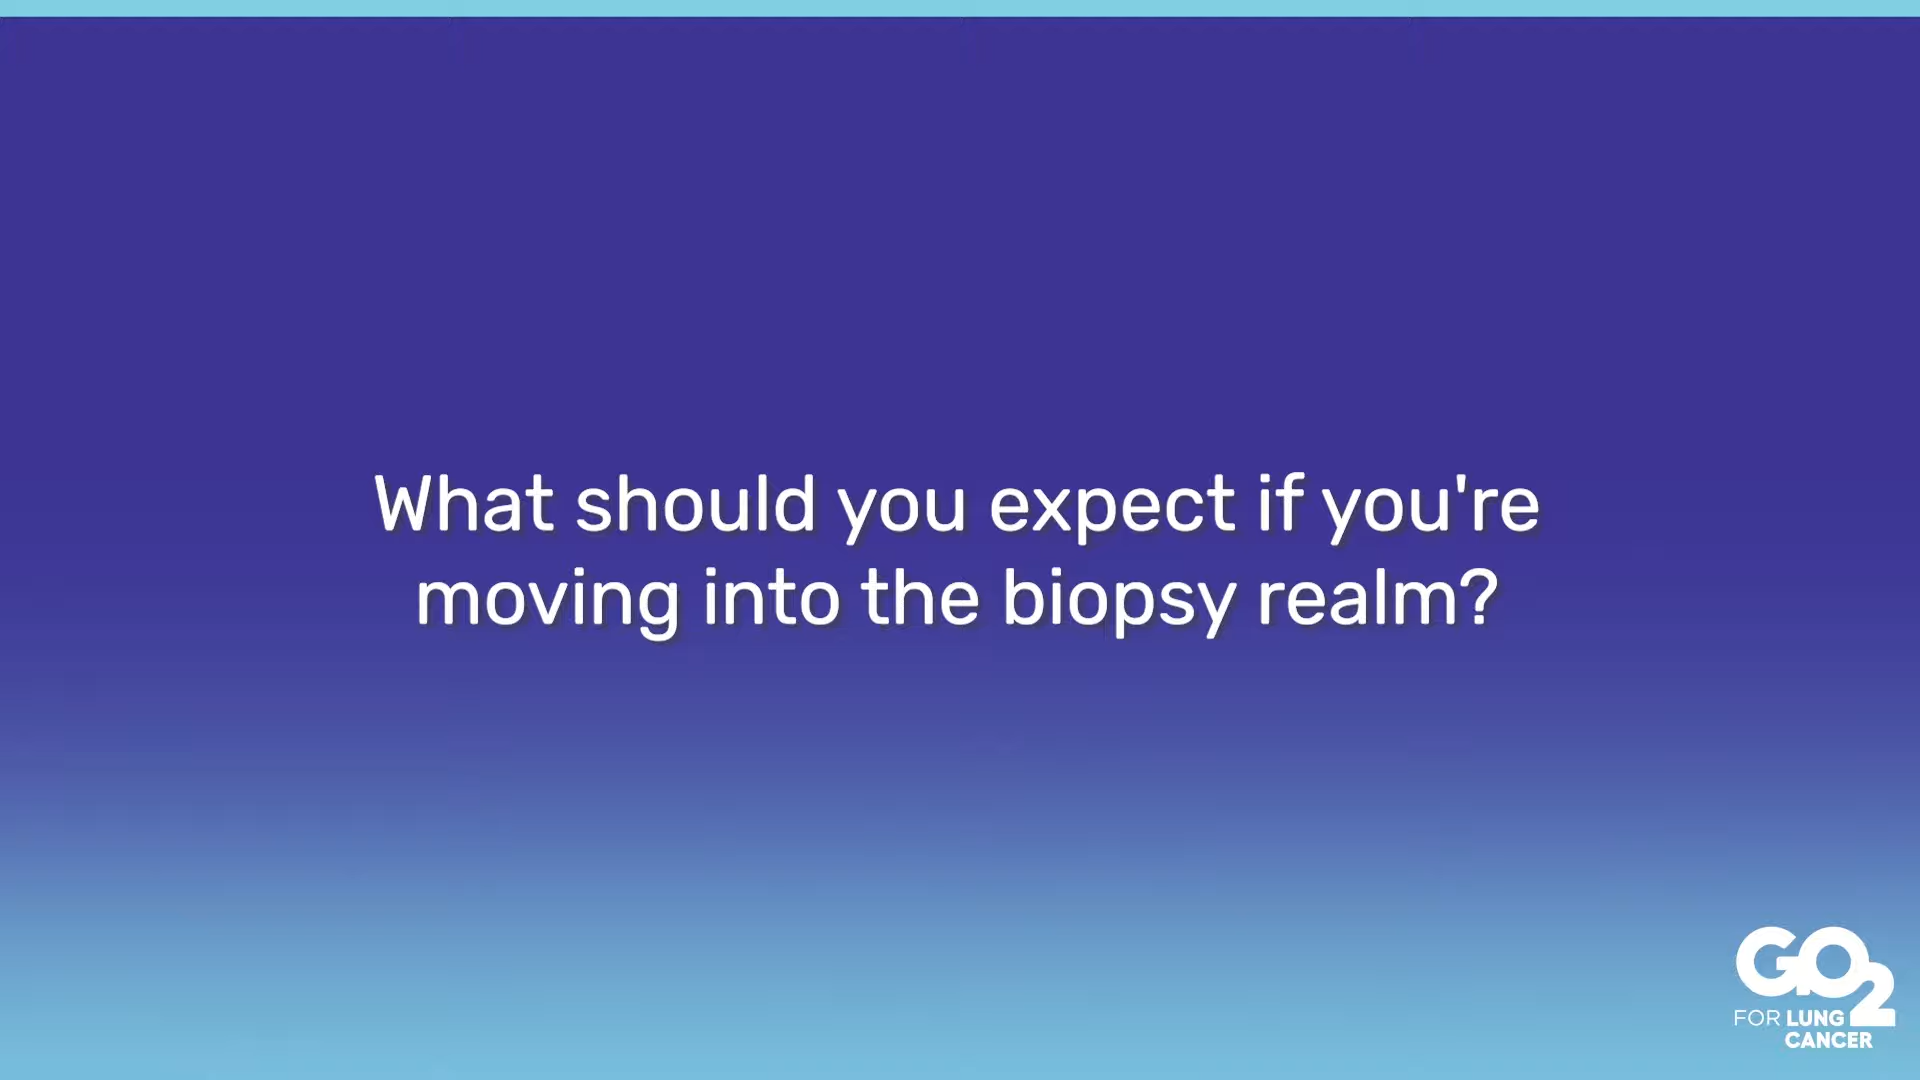 What should you expect if you're
moving into the biopsy realm?
GO2
FOR LUNG
CANCER